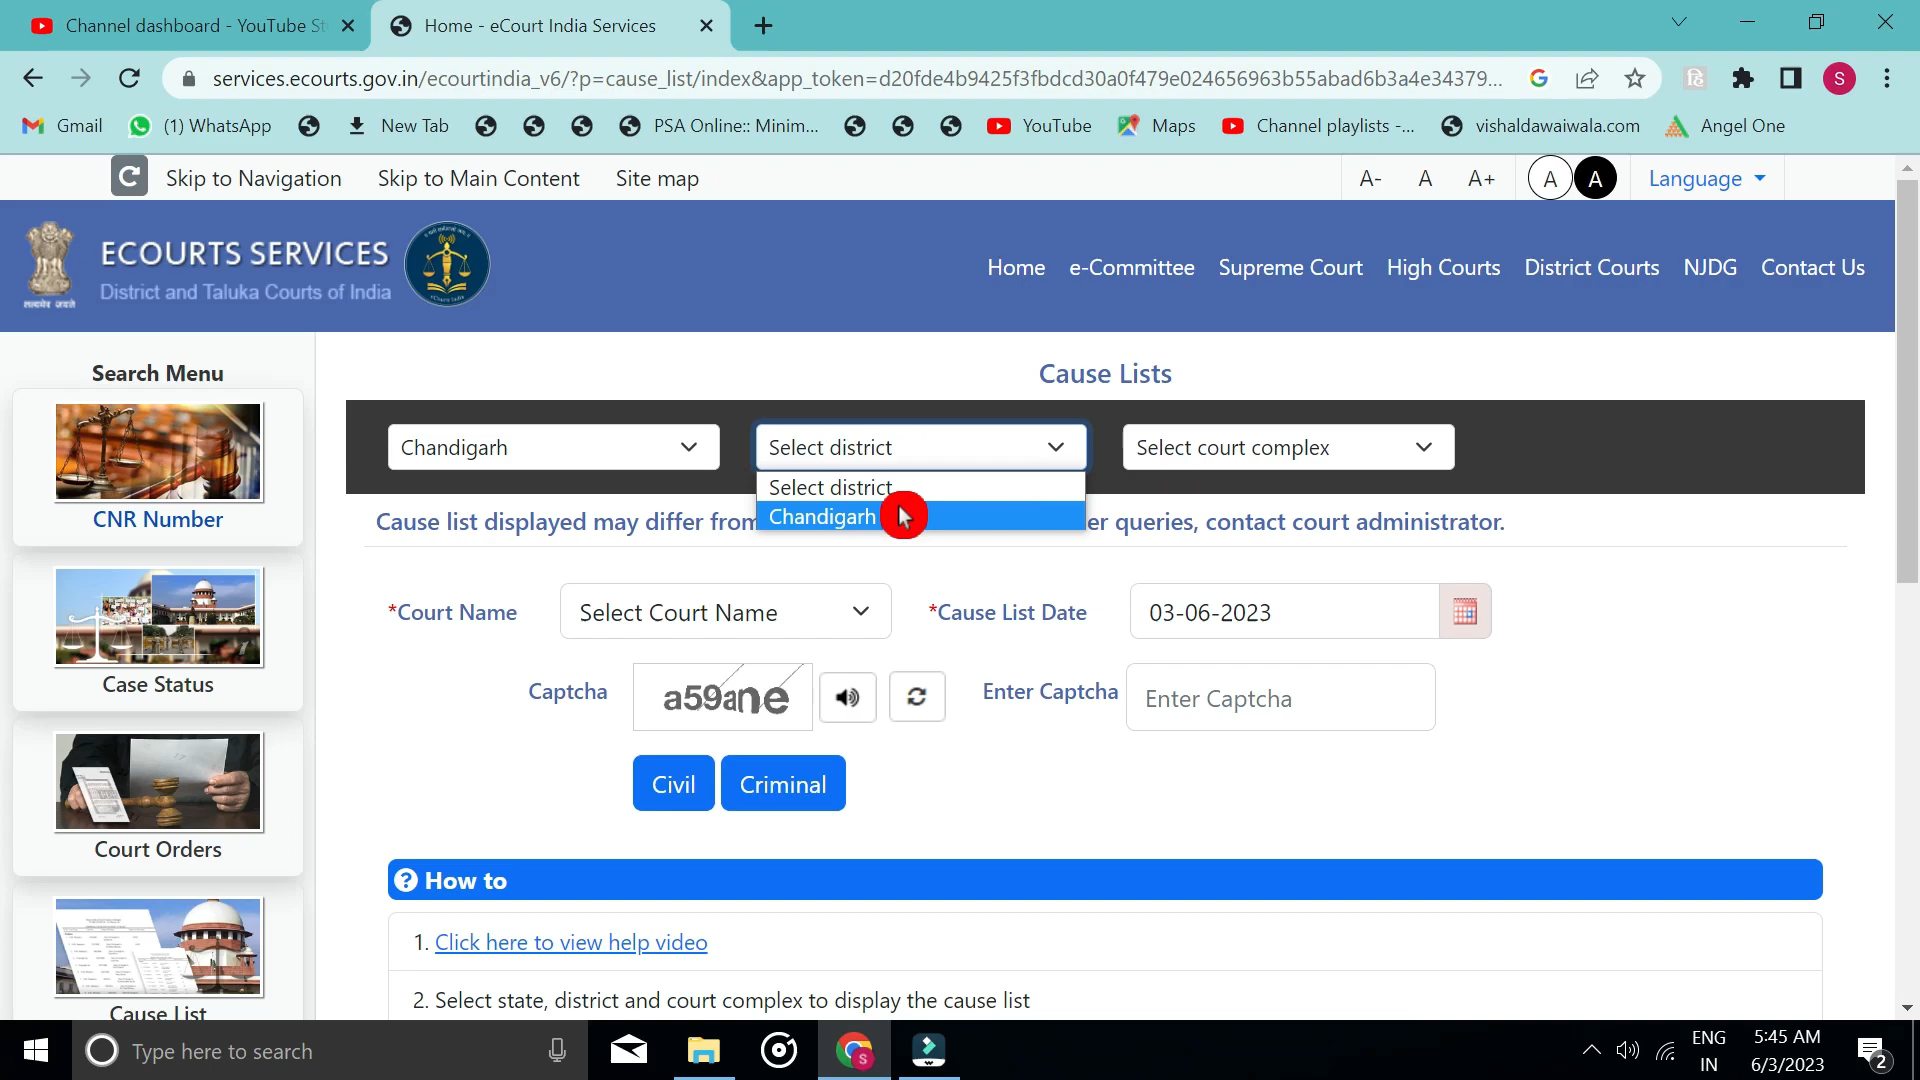 Channel dashboard - YouTube St
Home - eCourt India Services
services.ecourts.gov.in/ecourtindia_v6/?p=cause_list/index&app_token=d20fde4b9425f3fbdcd30a0f479e024656963b55abad6b3a4e34379...
S
Gmail
(1) WhatsApp
New Tab
PSA Online:: Minim...
YouTube
Maps
Channel playlists -...
vishaldawaiwala.com
Angel One
Skip to Navigation
Skip to Main Content
Site map
A-
A
A+
A
A
Language
ECOURTS SERVICES
District and Taluka Courts of India
सत्यमेव जयते
Home
e-Committee
Supreme Court
High Courts
District Courts
NJDG
Contact Us
Search Menu
CNR Number
Case Status
Court Orders
Cause List
Cause Lists
Chandigarh
Select district
Select court complex
Select district
Chandigarh
Cause list displayed may differ from
er queries, contact court administrator.
*Court Name
Select Court Name
*Cause List Date
03-06-2023
Captcha
a59ane
Enter Captcha
Enter Captcha
Civil
Criminal
? How to
1. Click here to view help video
2. Select state, district and court complex to display the cause list
Type here to search
S
ENG
IN
5:45 AM
6/3/2023
2